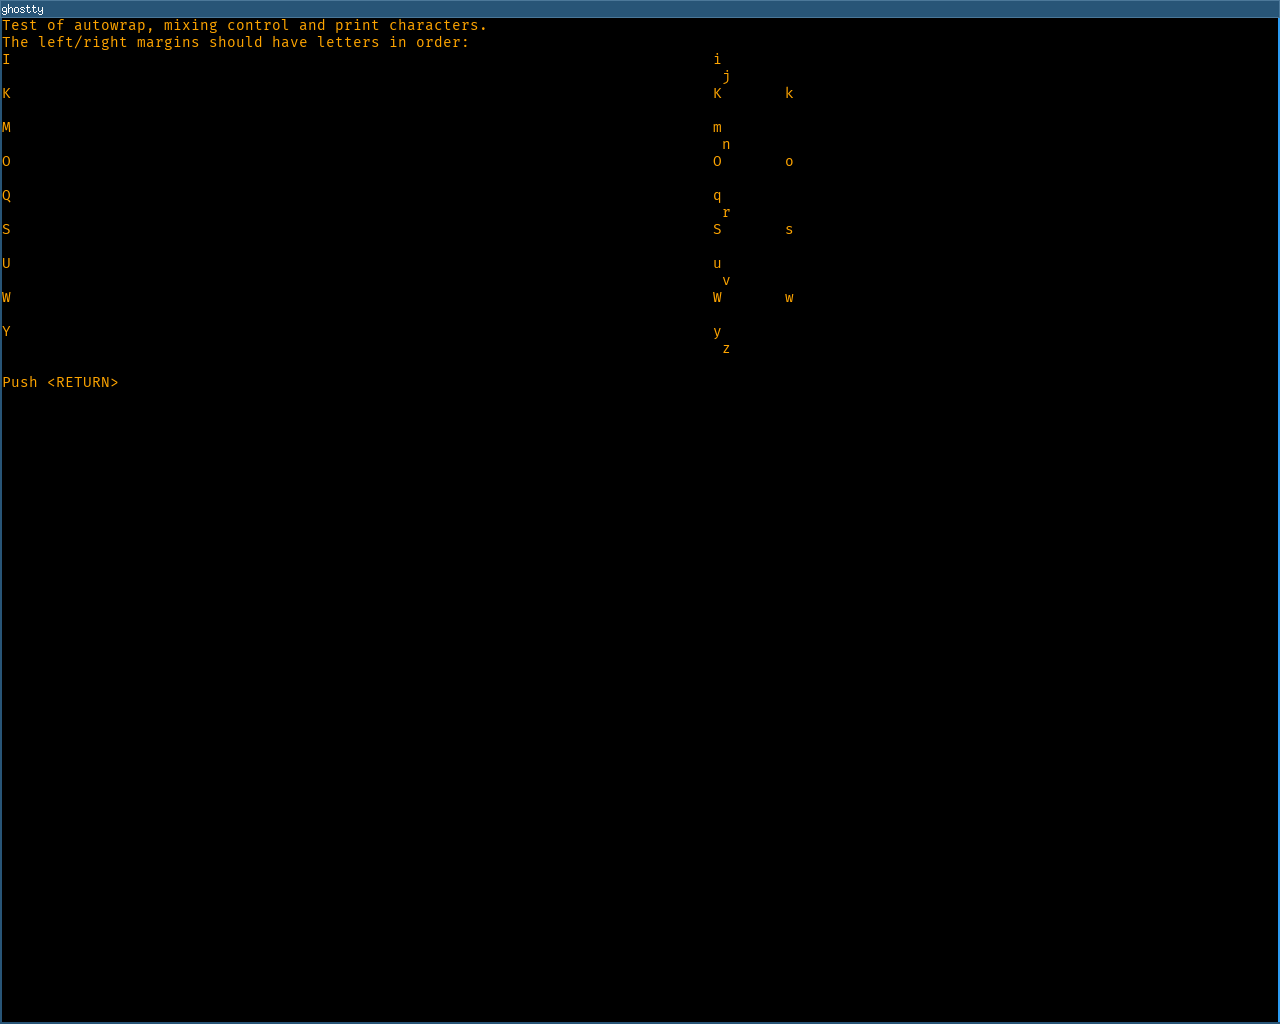 ghostty
Test of autowrap, mixing control and print characters.
The left/right margins should have letters in order:
I i
j
K K k
M m
n
O O o
Q q
r
S S s
U u
v
W W w
Y y
z
Push <RETURN>